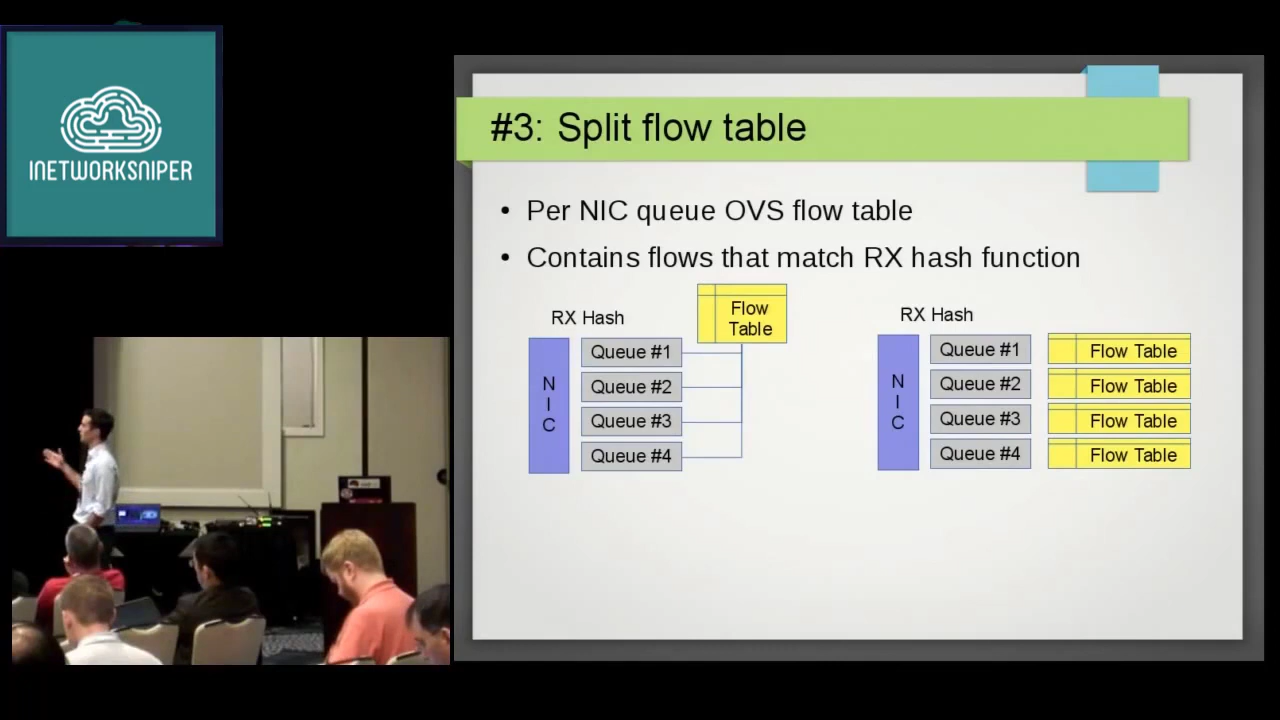 INETWORKSNIPER
#3: Split flow table
• Per NIC queue OVS flow table
• Contains flows that match RX hash function
RX Hash
Flow
Table
NIC
Queue #1
Queue #2
Queue #3
Queue #4
RX Hash
NIC
Queue #1
Flow Table
Queue #2
Flow Table
Queue #3
Flow Table
Queue #4
Flow Table